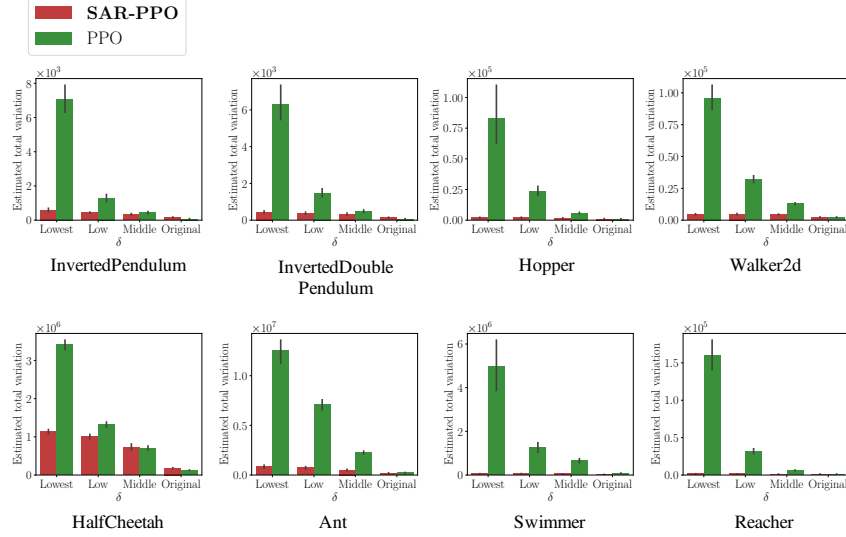 SAR-PPO
PPO
×10³
Estimated total variation
8
6
4
2
0
Lowest Low Middle Original
δ
InvertedPendulum
×10³
Estimated total variation
6
4
2
0
Lowest Low Middle Original
δ
InvertedDouble
Pendulum
×10⁵
Estimated total variation
1.00
0.75
0.50
0.25
0.00
Lowest Low Middle Original
δ
Hopper
×10⁵
Estimated total variation
1.00
0.75
0.50
0.25
0.00
Lowest Low Middle Original
δ
Walker2d
×10⁶
Estimated total variation
3
2
1
0
Lowest Low Middle Original
δ
HalfCheetah
×10⁷
Estimated total variation
1.0
0.5
0.0
Lowest Low Middle Original
δ
Ant
×10⁶
Estimated total variation
6
4
2
0
Lowest Low Middle Original
δ
Swimmer
×10⁵
Estimated total variation
1.5
1.0
0.5
0.0
Lowest Low Middle Original
δ
Reacher